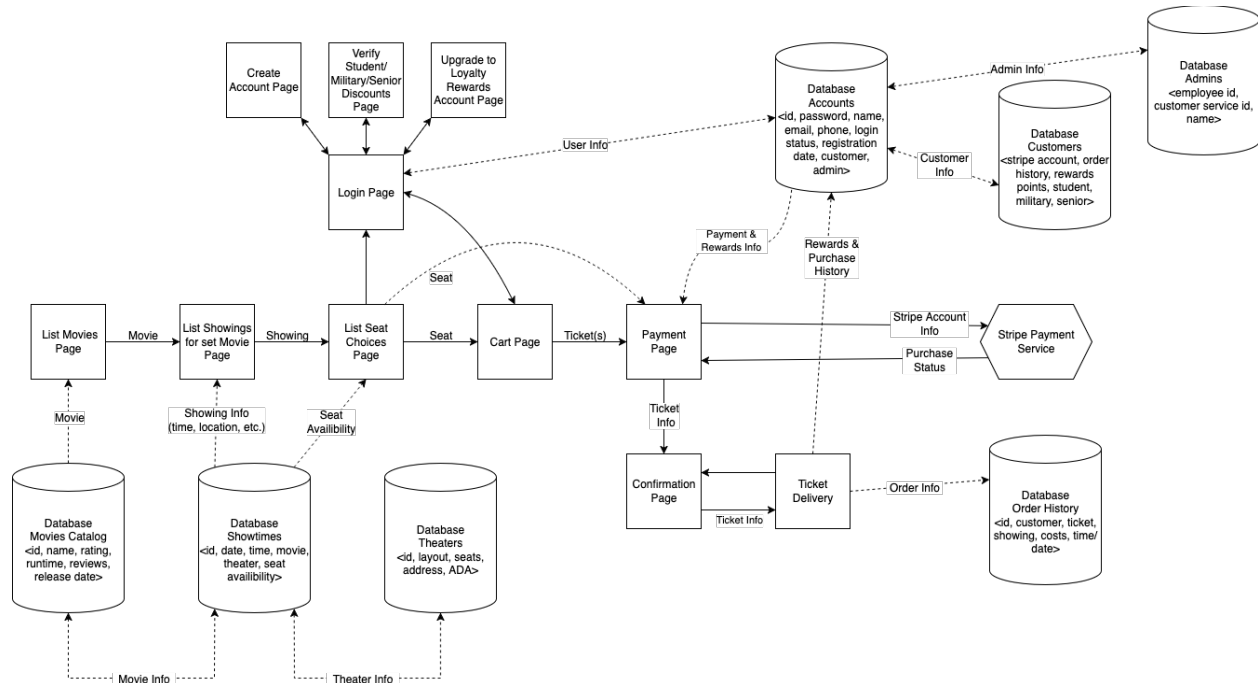 Create
Account Page
Verify
Student/
Military/Senior
Discounts
Page
Upgrade to
Loyalty
Rewards
Account Page
Database
Accounts
<id, password, name,
email, phone, login
status, registration
date, customer,
admin>
Admin Info
Database
Admins
<employee id,
customer service id,
name>
Database
Customers
<stripe account, order
history, rewards
points, student,
military, senior>
User Info
Customer
Info
Login Page
Payment &
Rewards Info
Rewards &
Purchase
History
Seat
List Movies
Page
Movie
List Showings
for set Movie
Page
Showing
List Seat
Choices
Page
Seat
Cart Page
Ticket(s)
Payment
Page
Stripe Account
Info
Purchase
Status
Stripe Payment
Service
Movie
Showing Info
(time, location, etc.)
Seat
Availibility
Ticket
Info
Confirmation
Page
Ticket Info
Ticket
Delivery
Order Info
Database
Order History
<id, customer, ticket,
showing, costs, time/
date>
Database
Movies Catalog
<id, name, rating,
runtime, reviews,
release date>
Database
Showtimes
<id, date, time, movie,
theater, seat
availibility>
Database
Theaters
<id, layout, seats,
address, ADA>
Movie Info
Theater Info